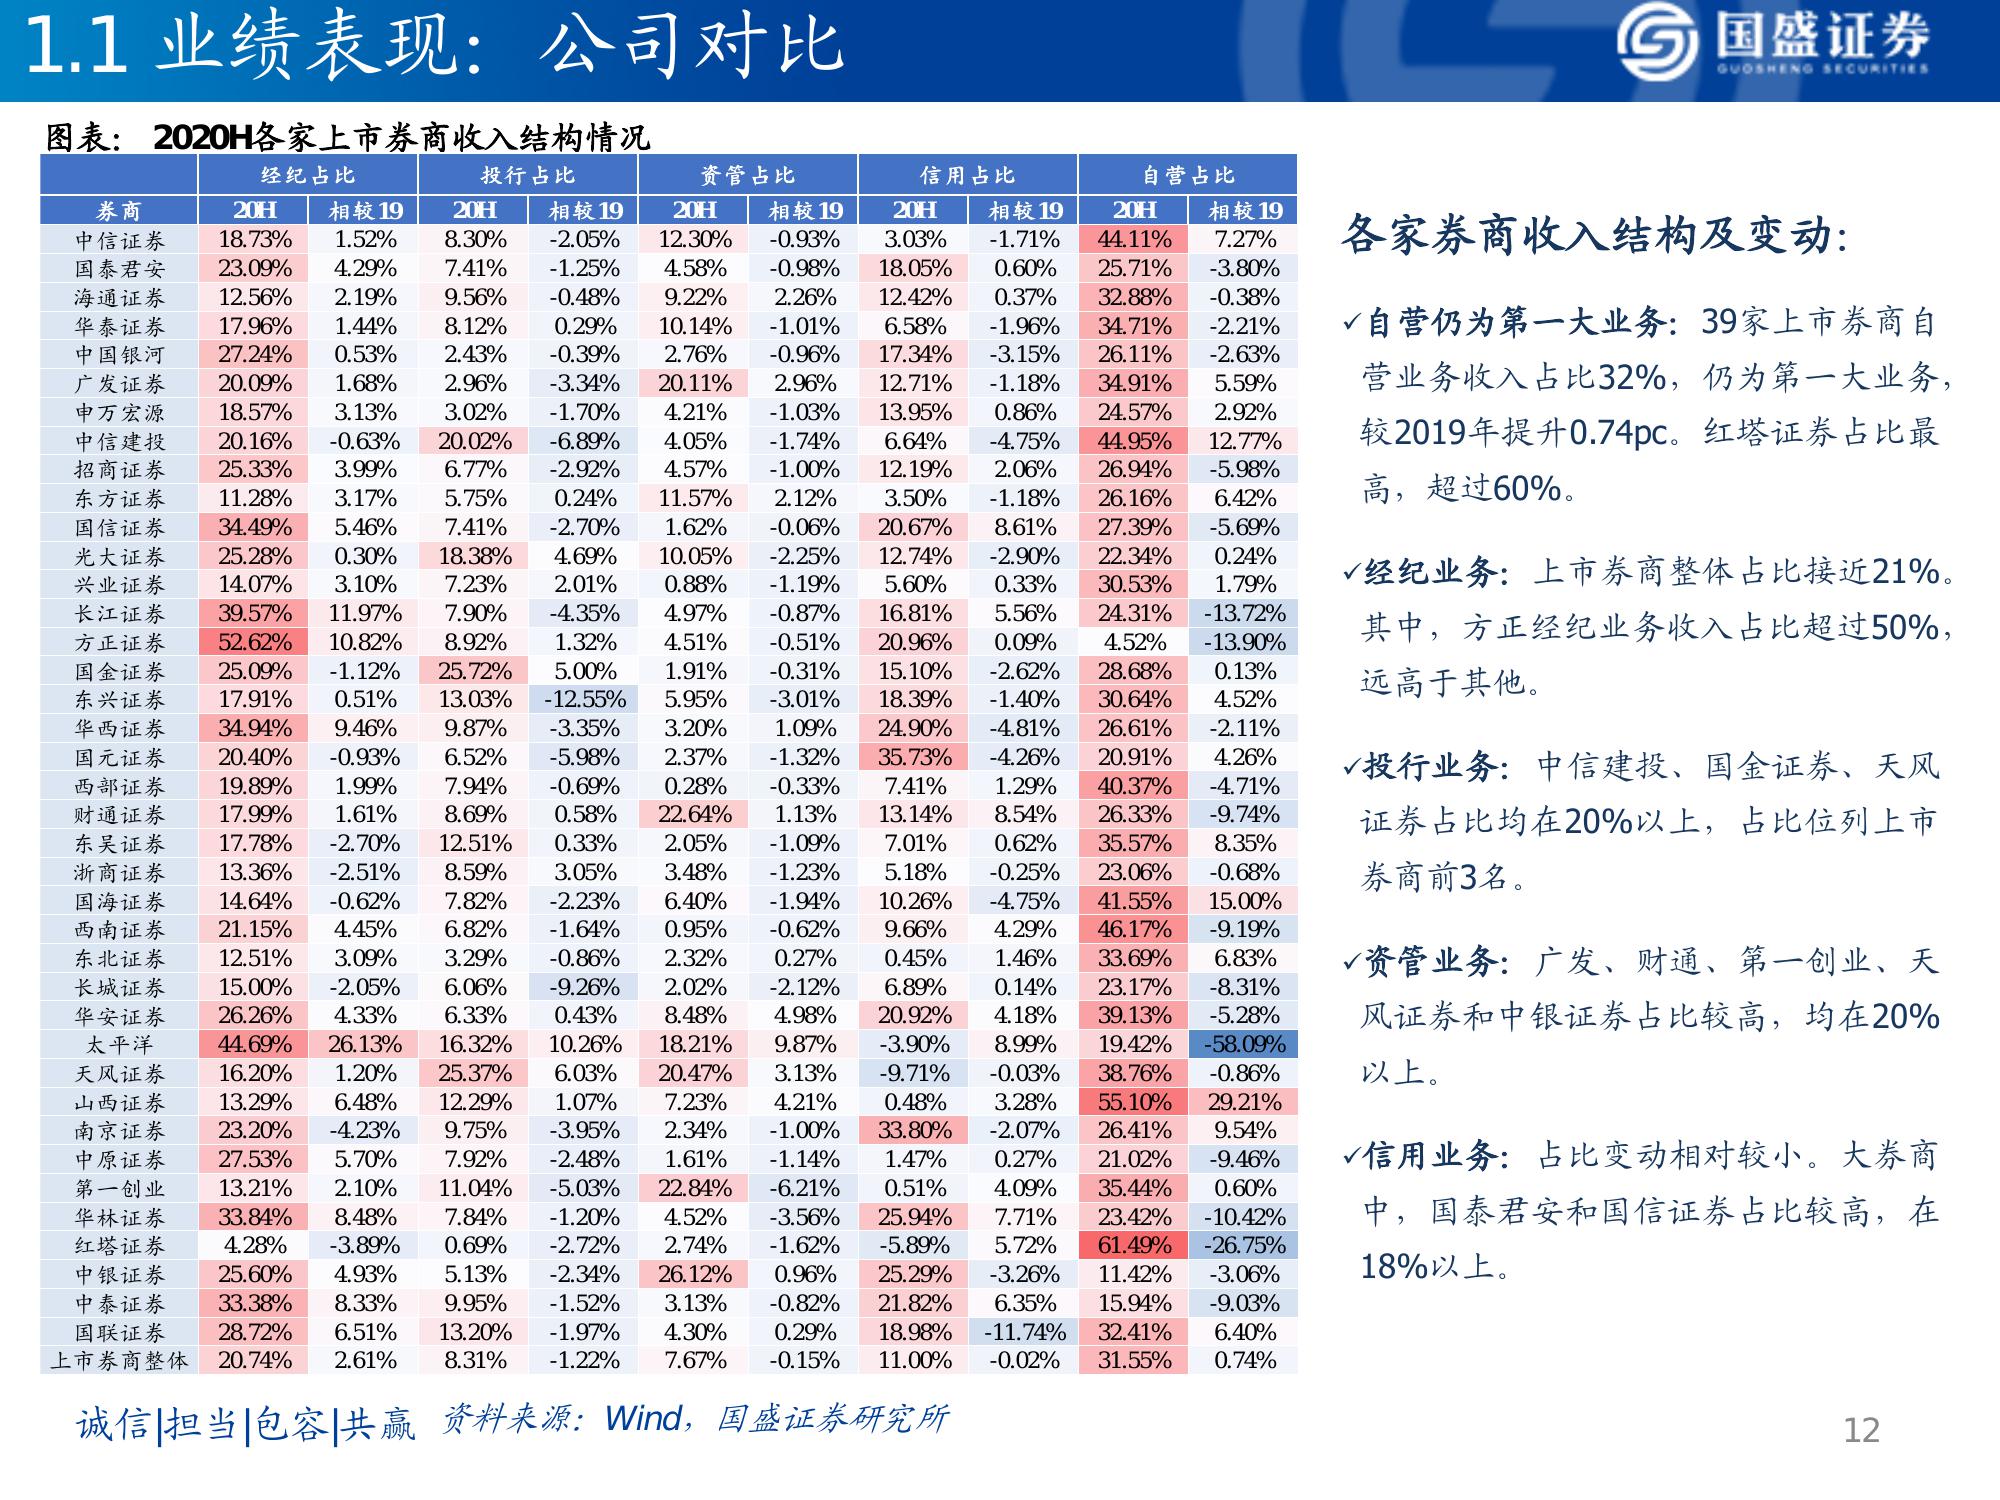 1.1 业绩表现：公司对比
国盛证券
GUOSHENG SECURITIES
图表： 2020H各家上市券商收入结构情况
经纪占比 投行占比 资管占比 信用占比 自营占比
券商 20H 相较19 20H 相较19 20H 相较19 20H 相较19 20H 相较19
中信证券 18.73% 1.52% 8.30% -2.05% 12.30% -0.93% 3.03% -1.71% 44.11% 7.27%
国泰君安 23.09% 4.29% 7.41% -1.25% 4.58% -0.98% 18.05% 0.60% 25.71% -3.80%
海通证券 12.56% 2.19% 9.56% -0.48% 9.22% 2.26% 12.42% 0.37% 32.88% -0.38%
华泰证券 17.96% 1.44% 8.12% 0.29% 10.14% -1.01% 6.58% -1.96% 34.71% -2.21%
中国银河 27.24% 0.53% 2.43% -0.39% 2.76% -0.96% 17.34% -3.15% 26.11% -2.63%
广发证券 20.09% 1.68% 2.96% -3.34% 20.11% 2.96% 12.71% -1.18% 34.91% 5.59%
申万宏源 18.57% 3.13% 3.02% -1.70% 4.21% -1.03% 13.95% 0.86% 24.57% 2.92%
中信建投 20.16% -0.63% 20.02% -6.89% 4.05% -1.74% 6.64% -4.75% 44.95% 12.77%
招商证券 25.33% 3.99% 6.77% -2.92% 4.57% -1.00% 12.19% 2.06% 26.94% -5.98%
东方证券 11.28% 3.17% 5.75% 0.24% 11.57% 2.12% 3.50% -1.18% 26.16% 6.42%
国信证券 34.49% 5.46% 7.41% -2.70% 1.62% -0.06% 20.67% 8.61% 27.39% -5.69%
光大证券 25.28% 0.30% 18.38% 4.69% 10.05% -2.25% 12.74% -2.90% 22.34% 0.24%
兴业证券 14.07% 3.10% 7.23% 2.01% 0.88% -1.19% 5.60% 0.33% 30.53% 1.79%
长江证券 39.57% 11.97% 7.90% -4.35% 4.97% -0.87% 16.81% 5.56% 24.31% -13.72%
方正证券 52.62% 10.82% 8.92% 1.32% 4.51% -0.51% 20.96% 0.09% 4.52% -13.90%
国金证券 25.09% -1.12% 25.72% 5.00% 1.91% -0.31% 15.10% -2.62% 28.68% 0.13%
东兴证券 17.91% 0.51% 13.03% -12.55% 5.95% -3.01% 18.39% -1.40% 30.64% 4.52%
华西证券 34.94% 9.46% 9.87% -3.35% 3.20% 1.09% 24.90% -4.81% 26.61% -2.11%
国元证券 20.40% -0.93% 6.52% -5.98% 2.37% -1.32% 35.73% -4.26% 20.91% 4.26%
西部证券 19.89% 1.99% 7.94% -0.69% 0.28% -0.33% 7.41% 1.29% 40.37% -4.71%
财通证券 17.99% 1.61% 8.69% 0.58% 22.64% 1.13% 13.14% 8.54% 26.33% -9.74%
东吴证券 17.78% -2.70% 12.51% 0.33% 2.05% -1.09% 7.01% 0.62% 35.57% 8.35%
浙商证券 13.36% -2.51% 8.59% 3.05% 3.48% -1.23% 5.18% -0.25% 23.06% -0.68%
国海证券 14.64% -0.62% 7.82% -2.23% 6.40% -1.94% 10.26% -4.75% 41.55% 15.00%
西南证券 21.15% 4.45% 6.82% -1.64% 0.95% -0.62% 9.66% 4.29% 46.17% -9.19%
东北证券 12.51% 3.09% 3.29% -0.86% 2.32% 0.27% 0.45% 1.46% 33.69% 6.83%
长城证券 15.00% -2.05% 6.06% -9.26% 2.02% -2.12% 6.89% 0.14% 23.17% -8.31%
华安证券 26.26% 4.33% 6.33% 0.43% 8.48% 4.98% 20.92% 4.18% 39.13% -5.28%
太平洋 44.69% 26.13% 16.32% 10.26% 18.21% 9.87% -3.90% 8.99% 19.42% -58.09%
天风证券 16.20% 1.20% 25.37% 6.03% 20.47% 3.13% -9.71% -0.03% 38.76% -0.86%
山西证券 13.29% 6.48% 12.29% 1.07% 7.23% 4.21% 0.48% 3.28% 55.10% 29.21%
南京证券 23.20% -4.23% 9.75% -3.95% 2.34% -1.00% 33.80% -2.07% 26.41% 9.54%
中原证券 27.53% 5.70% 7.92% -2.48% 1.61% -1.14% 1.47% 0.27% 21.02% -9.46%
第一创业 13.21% 2.10% 11.04% -5.03% 22.84% -6.21% 0.51% 4.09% 35.44% 0.60%
华林证券 33.84% 8.48% 7.84% -1.20% 4.52% -3.56% 25.94% 7.71% 23.42% -10.42%
红塔证券 4.28% -3.89% 0.69% -2.72% 2.74% -1.62% -5.89% 5.72% 61.49% -26.75%
中银证券 25.60% 4.93% 5.13% -2.34% 26.12% 0.96% 25.29% -3.26% 11.42% -3.06%
中泰证券 33.38% 8.33% 9.95% -1.52% 3.13% -0.82% 21.82% 6.35% 15.94% -9.03%
国联证券 28.72% 6.51% 13.20% -1.97% 4.30% 0.29% 18.98% -11.74% 32.41% 6.40%
上市券商整体 20.74% 2.61% 8.31% -1.22% 7.67% -0.15% 11.00% -0.02% 31.55% 0.74%
各家券商收入结构及变动：
✓自营仍为第一大业务：39家上市券商自
营业务收入占比32%，仍为第一大业务，
较2019年提升0.74pc。红塔证券占比最
高，超过60%。
✓经纪业务：上市券商整体占比接近21%。
其中，方正经纪业务收入占比超过50%，
远高于其他。
✓投行业务：中信建投、国金证券、天风
证券占比均在20%以上，占比位列上市
券商前3名。
✓资管业务：广发、财通、第一创业、天
风证券和中银证券占比较高，均在20%
以上。
✓信用业务：占比变动相对较小。大券商
中，国泰君安和国信证券占比较高，在
18%以上。
诚信|担当|包容|共赢 资料来源：Wind，国盛证券研究所
12